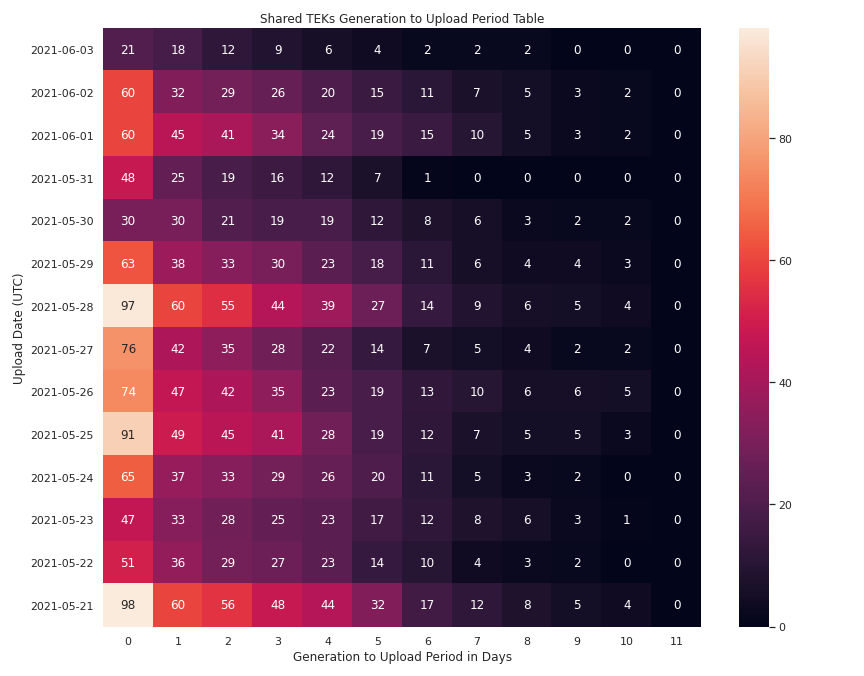 Shared TEKs Generation to Upload Period Table
Upload Date (UTC)
2021-06-03 21 18 12 9 6 4 2 2 2 0 0 0
2021-06-02 60 32 29 26 20 15 11 7 5 3 2 0
2021-06-01 60 45 41 34 24 19 15 10 5 3 2 0
2021-05-31 48 25 19 16 12 7 1 0 0 0 0 0
2021-05-30 30 30 21 19 19 12 8 6 3 2 2 0
2021-05-29 63 38 33 30 23 18 11 6 4 4 3 0
2021-05-28 97 60 55 44 39 27 14 9 6 5 4 0
2021-05-27 76 42 35 28 22 14 7 5 4 2 2 0
2021-05-26 74 47 42 35 23 19 13 10 6 6 5 0
2021-05-25 91 49 45 41 28 19 12 7 5 5 3 0
2021-05-24 65 37 33 29 26 20 11 5 3 2 0 0
2021-05-23 47 33 28 25 23 17 12 8 6 3 1 0
2021-05-22 51 36 29 27 23 14 10 4 3 2 0 0
2021-05-21 98 60 56 48 44 32 17 12 8 5 4 0
0 1 2 3 4 5 6 7 8 9 10 11
Generation to Upload Period in Days
80
60
40
20
0